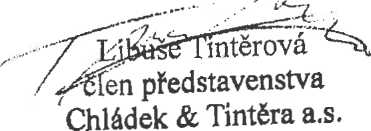 Libuše Tintěrová
člen představenstva
Chládek & Tintěra a.s.